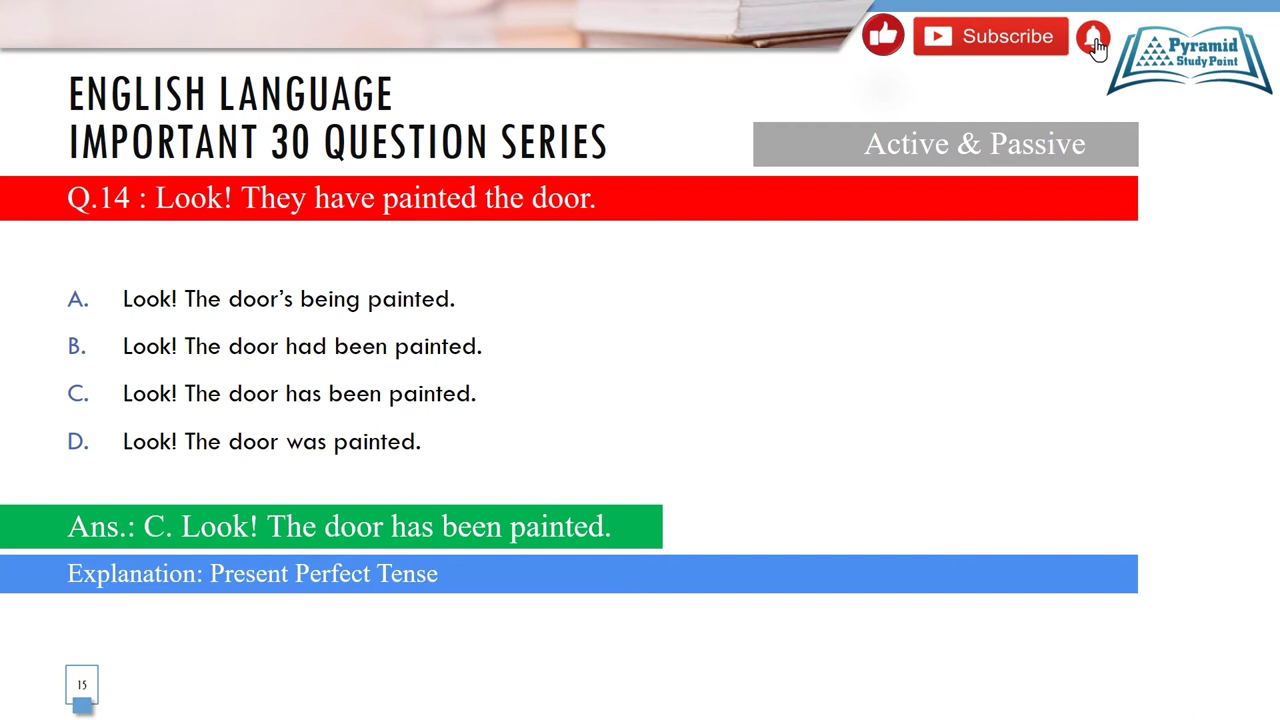 Subscribe
Pyramid
Study Point
ENGLISH LANGUAGE
IMPORTANT 30 QUESTION SERIES
Active & Passive
Q.14 : Look! They have painted the door.
A. Look! The door’s being painted.
B. Look! The door had been painted.
C. Look! The door has been painted.
D. Look! The door was painted.
Ans.: C. Look! The door has been painted.
Explanation: Present Perfect Tense
15